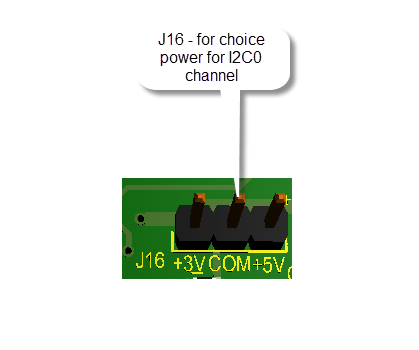 J16 - for choice
power for I2C0
channel
J16 +3V COM +5V